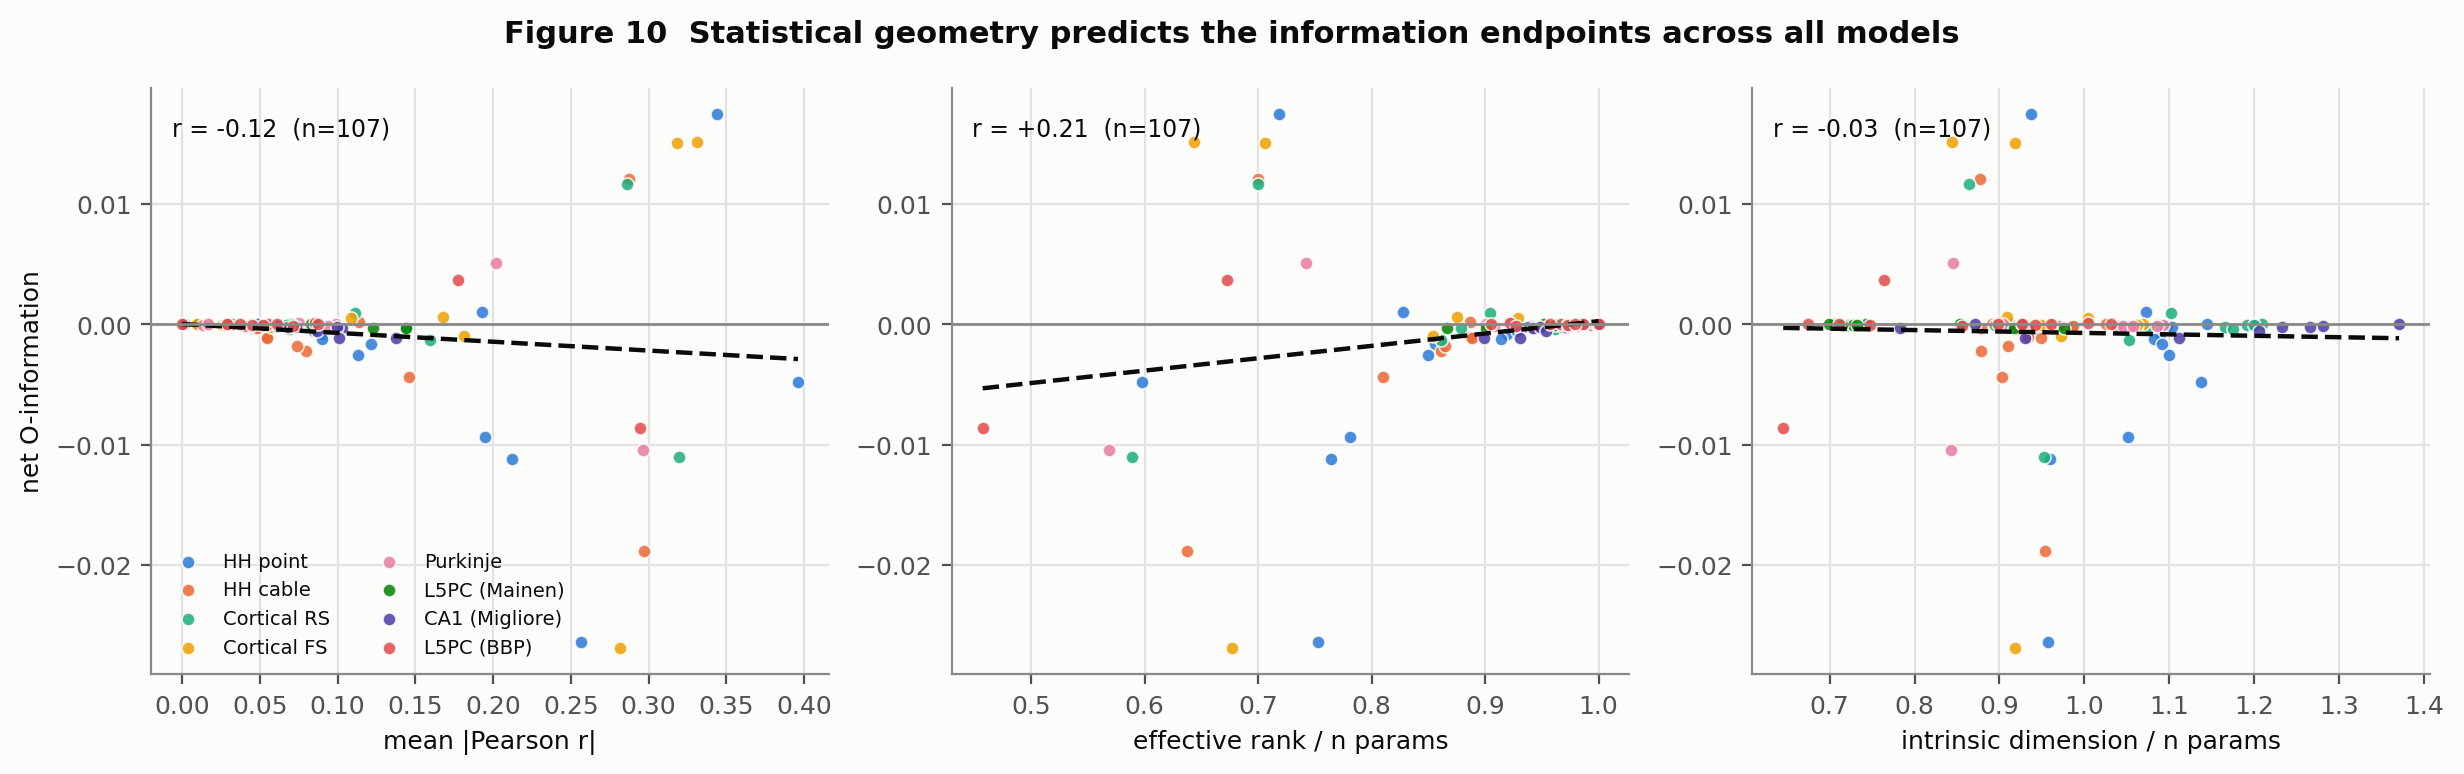 Figure 10  Statistical geometry predicts the information endpoints across all models
r = -0.12  (n=107)
net O-information
0.01
0.00
−0.01
−0.02
HH point
HH cable
Cortical RS
Cortical FS
Purkinje
L5PC (Mainen)
CA1 (Migliore)
L5PC (BBP)
0.00 0.05 0.10 0.15 0.20 0.25 0.30 0.35 0.40
mean |Pearson r|
r = +0.21  (n=107)
0.01
0.00
−0.01
−0.02
0.5 0.6 0.7 0.8 0.9 1.0
effective rank / n params
r = -0.03  (n=107)
0.01
0.00
−0.01
−0.02
0.7 0.8 0.9 1.0 1.1 1.2 1.3 1.4
intrinsic dimension / n params